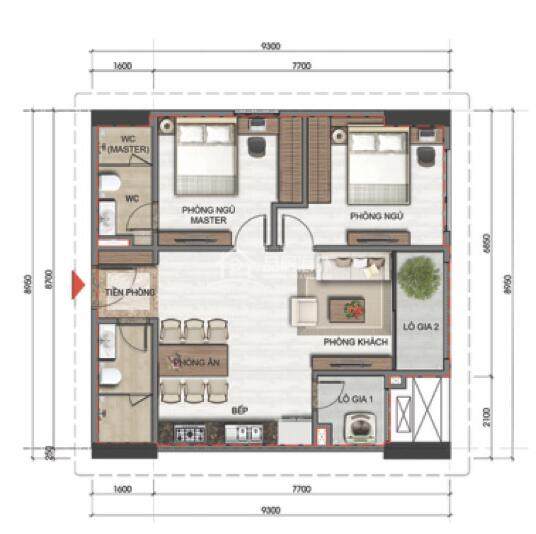 9300
1600
7700
WC
(MASTER)
WC
PHÒNG NGỦ
MASTER
PHÒNG NGỦ
8950
8700
6850
8950
TIỀN PHÒNG
LÔ GIA 2
PHÒNG KHÁCH
PHÒNG ĂN
LÔ GIA 1
BẾP
2100
250
1600
7700
9300